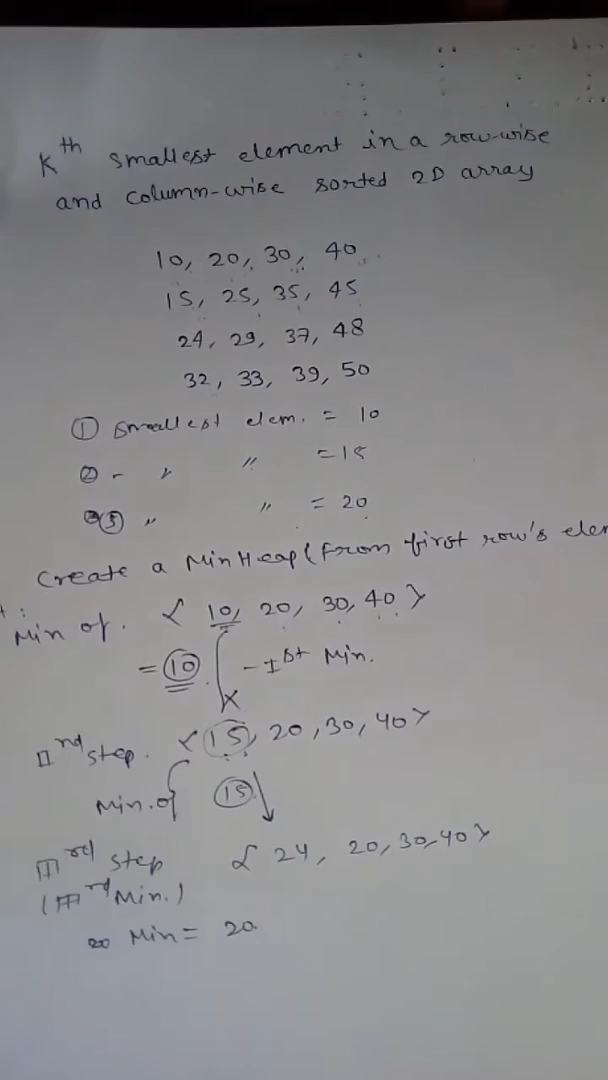 Kth smallest element in a row-wise
and column-wise sorted 2D array
10, 20, 30, 40
15, 25, 35, 45
24, 29, 37, 48
32, 33, 39, 50
① smallest elem. = 10
② - " " = 15
③ " " = 20
Create a MinHeap (From first row's elem
Min of. { 10, 20, 30, 40 }
= 10 - Ist Min.
IInd step. { 15, 20, 30, 40 }
Min. of 15
IIIrd step { 24, 20, 30, 40 }
(IIIrd Min.)
20 Min = 20